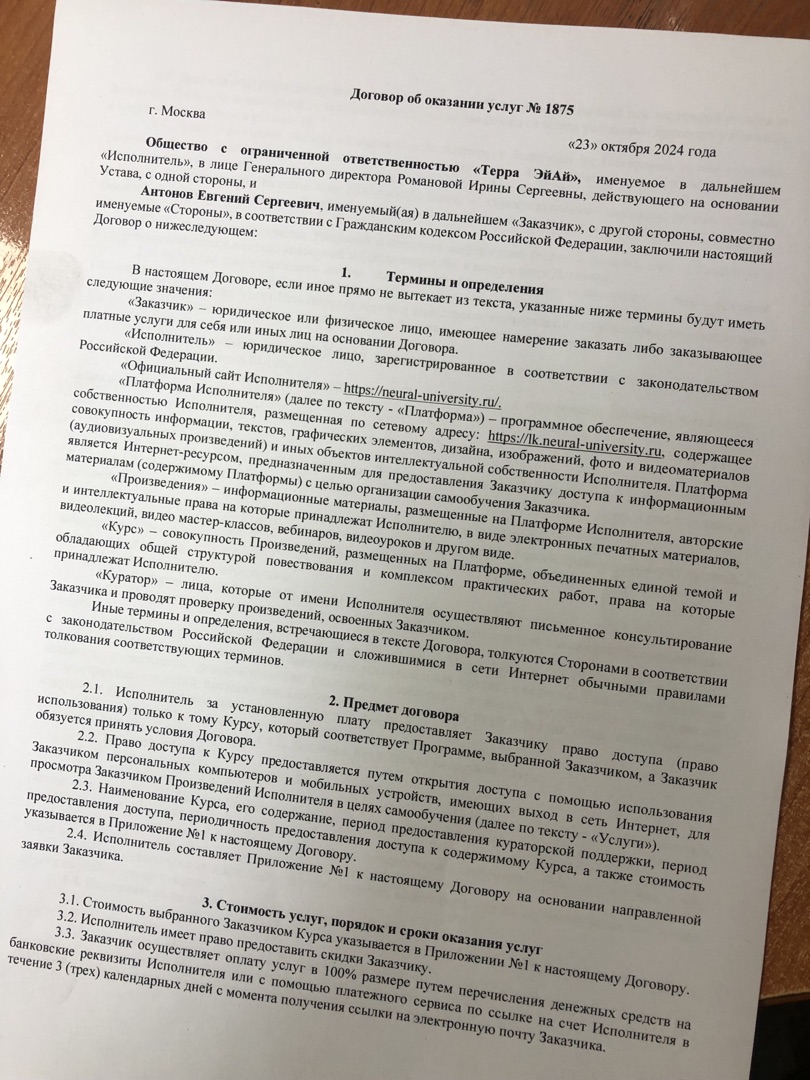 Договор об оказании услуг № 1875
г. Москва
«23» октября 2024 года
Общество с ограниченной ответственностью «Терра ЭйАй», именуемое в дальнейшем
«Исполнитель», в лице Генерального директора Романовой Ирины Сергеевны, действующего на основании
Устава, с одной стороны, и
Антонов Евгений Сергеевич, именуемый(ая) в дальнейшем «Заказчик», с другой стороны, совместно
именуемые «Стороны», в соответствии с Гражданским кодексом Российской Федерации, заключили настоящий
Договор о нижеследующем:
1. Термины и определения
В настоящем Договоре, если иное прямо не вытекает из текста, указанные ниже термины будут иметь
следующие значения:
«Заказчик» – юридическое или физическое лицо, имеющее намерение заказать либо заказывающее
платные услуги для себя или иных лиц на основании Договора.
«Исполнитель» – юридическое лицо, зарегистрированное в соответствии с законодательством
Российской Федерации.
«Официальный сайт Исполнителя» – https://neural-university.ru/.
«Платформа Исполнителя» (далее по тексту - «Платформа») – программное обеспечение, являющееся
собственностью Исполнителя, размещенная по сетевому адресу: https://lk.neural-university.ru, содержащее
совокупность информации, текстов, графических элементов, дизайна, изображений, фото и видеоматериалов
(аудиовизуальных произведений) и иных объектов интеллектуальной собственности Исполнителя. Платформа
является Интернет-ресурсом, предназначенным для предоставления Заказчику доступа к информационным
материалам (содержимому Платформы) с целью организации самообучения Заказчика.
«Произведения» – информационные материалы, размещенные на Платформе Исполнителя, авторские
и интеллектуальные права на которые принадлежат Исполнителю, в виде электронных печатных материалов,
видеолекций, видео мастер-классов, вебинаров, видеоуроков и другом виде.
«Курс» – совокупность Произведений, размещенных на Платформе, объединенных единой темой и
обладающих общей структурой повествования и комплексом практических работ, права на которые
принадлежат Исполнителю.
«Куратор» – лица, которые от имени Исполнителя осуществляют письменное консультирование
Заказчика и проводят проверку произведений, освоенных Заказчиком.
Иные термины и определения, встречающиеся в тексте Договора, толкуются Сторонами в соответствии
с законодательством Российской Федерации и сложившимися в сети Интернет обычными правилами
толкования соответствующих терминов.
2. Предмет договора
2.1. Исполнитель за установленную плату предоставляет Заказчику право доступа (право
использования) только к тому Курсу, который соответствует Программе, выбранной Заказчиком, а Заказчик
обязуется принять условия Договора.
2.2. Право доступа к Курсу предоставляется путем открытия доступа с помощью использования
Заказчиком персональных компьютеров и мобильных устройств, имеющих выход в сеть Интернет, для
просмотра Заказчиком Произведений Исполнителя в целях самообучения (далее по тексту - «Услуги»).
2.3. Наименование Курса, его содержание, период предоставления кураторской поддержки, период
предоставления доступа, периодичность предоставления доступа к содержимому Курса, а также стоимость
указывается в Приложение №1 к настоящему Договору.
2.4. Исполнитель составляет Приложение №1 к настоящему Договору на основании направленной
заявки Заказчика.
3. Стоимость услуг, порядок и сроки оказания услуг
3.1. Стоимость выбранного Заказчиком Курса указывается в Приложении №1 к настоящему Договору.
3.2. Исполнитель имеет право предоставить скидки Заказчику.
3.3. Заказчик осуществляет оплату услуг в 100% размере путем перечисления денежных средств на
банковские реквизиты Исполнителя или с помощью платежного сервиса по ссылке на счет Исполнителя в
течение 3 (трех) календарных дней с момента получения ссылки на электронную почту Заказчика.